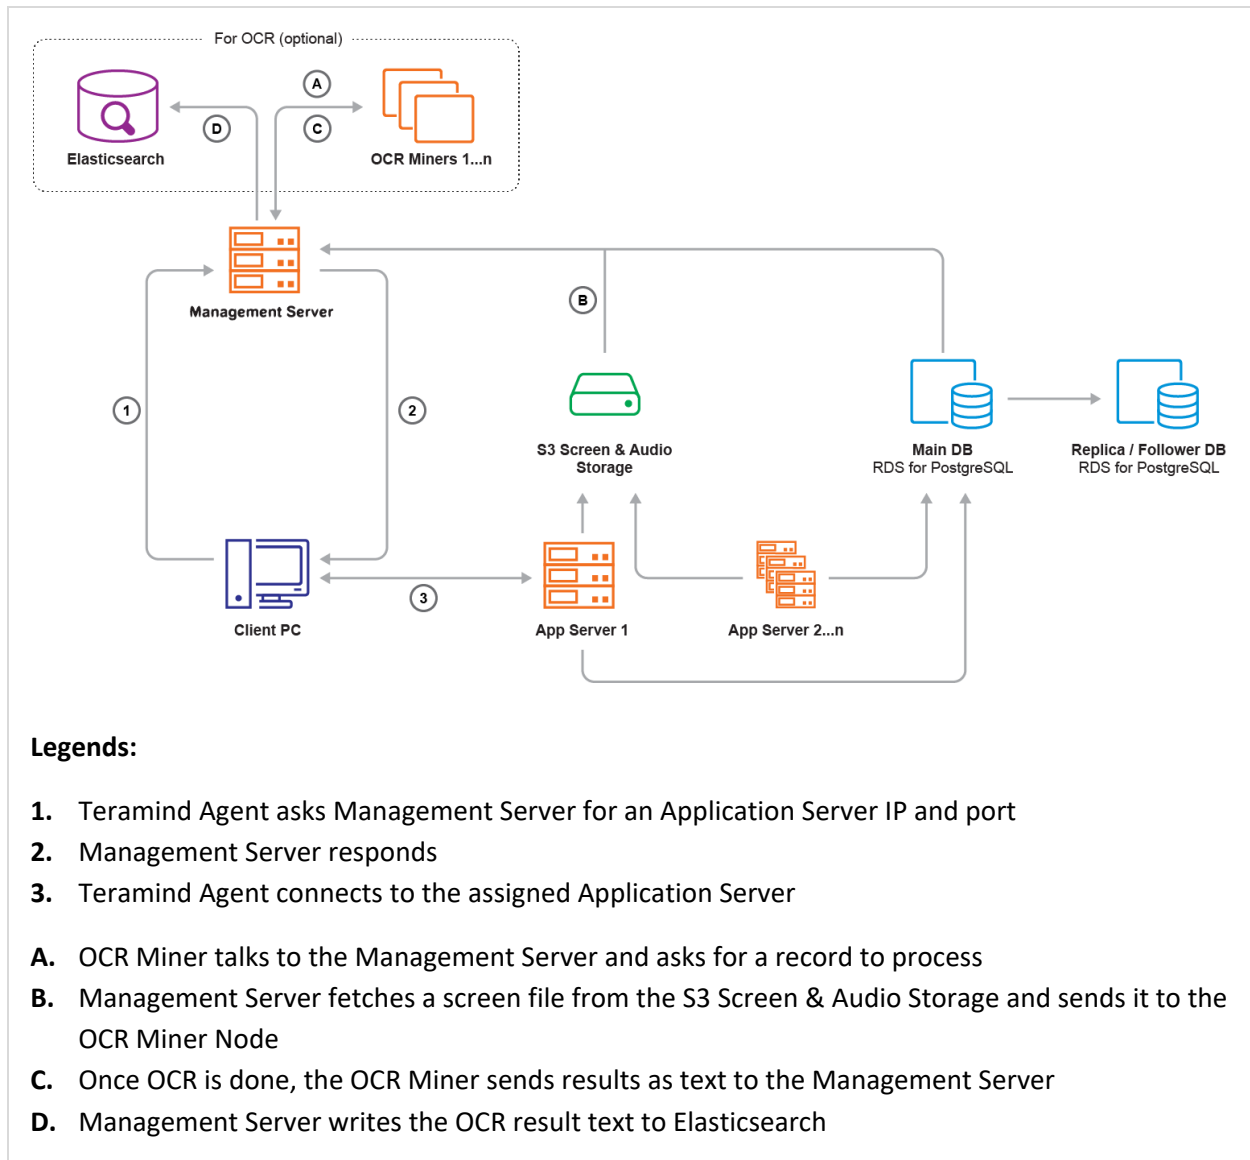 For OCR (optional)
A
D
C
Elasticsearch
OCR Miners 1...n
Management Server
B
1
2
S3 Screen & Audio
Storage
Main DB
RDS for PostgreSQL
Replica / Follower DB
RDS for PostgreSQL
3
Client PC
App Server 1
App Server 2...n
Legends:
1. Teramind Agent asks Management Server for an Application Server IP and port
2. Management Server responds
3. Teramind Agent connects to the assigned Application Server
A. OCR Miner talks to the Management Server and asks for a record to process
B. Management Server fetches a screen file from the S3 Screen & Audio Storage and sends it to the
OCR Miner Node
C. Once OCR is done, the OCR Miner sends results as text to the Management Server
D. Management Server writes the OCR result text to Elasticsearch